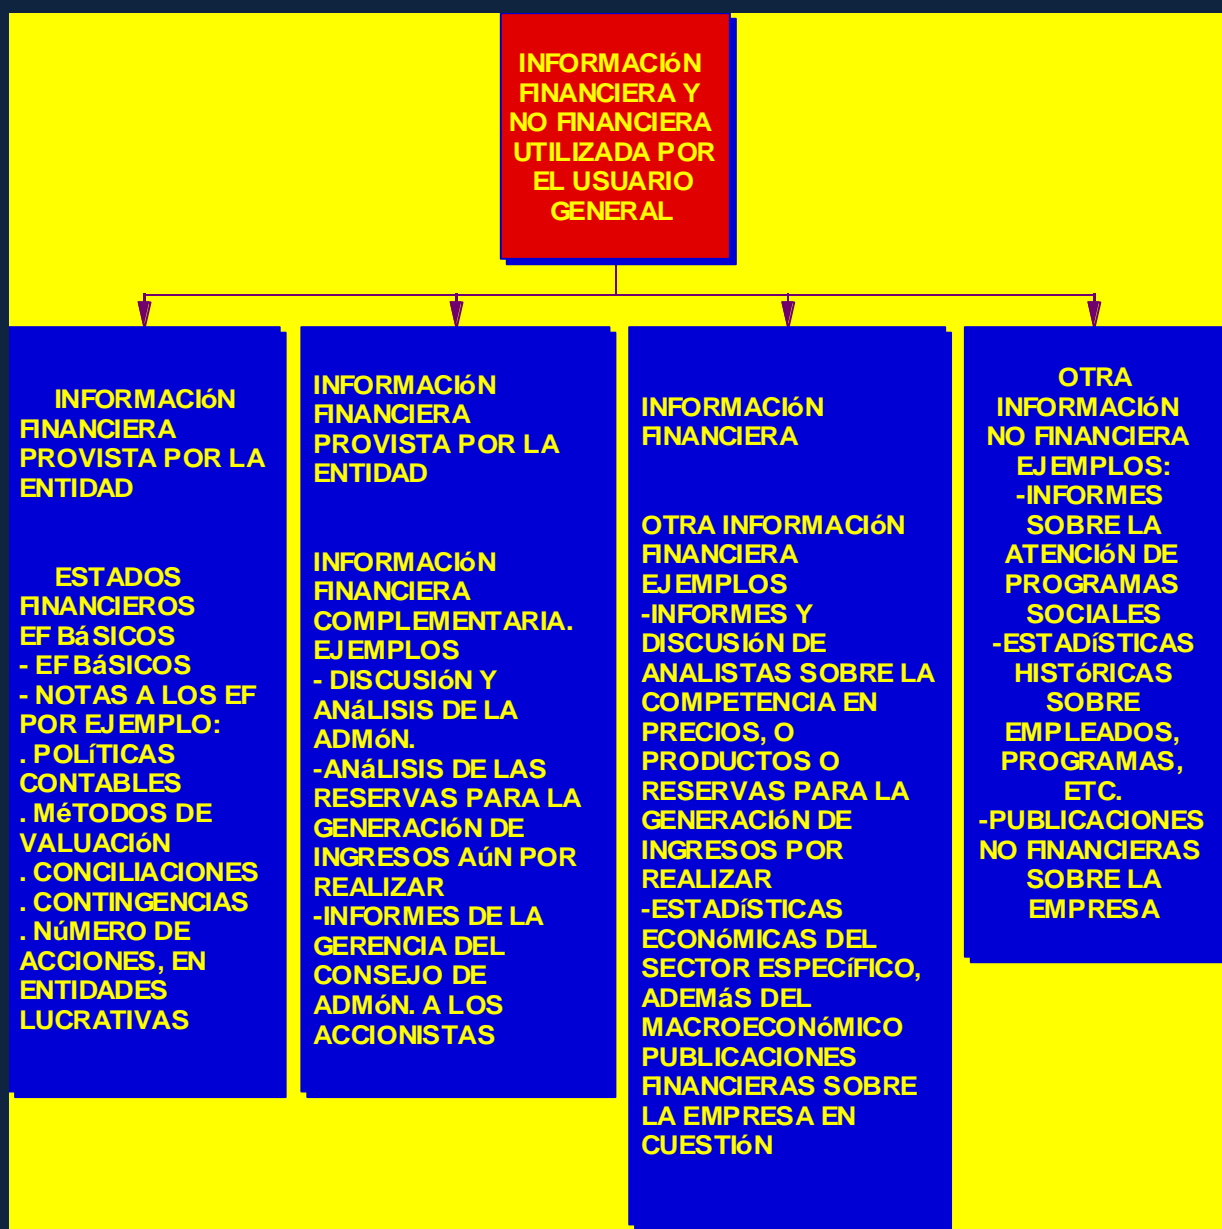 INFORMACIóN
FINANCIERA Y
NO FINANCIERA
UTILIZADA POR
EL USUARIO
GENERAL
INFORMACIóN
FINANCIERA
PROVISTA POR LA
ENTIDAD
ESTADOS
FINANCIEROS
EF BáSICOS
- EF BáSICOS
- NOTAS A LOS EF
POR EJEMPLO:
. POLíTICAS
CONTABLES
. MéTODOS DE
VALUACIóN
. CONCILIACIONES
. CONTINGENCIAS
. NúMERO DE
ACCIONES, EN
ENTIDADES
LUCRATIVAS
INFORMACIóN
FINANCIERA
PROVISTA POR LA
ENTIDAD
INFORMACIóN
FINANCIERA
COMPLEMENTARIA.
EJEMPLOS
- DISCUSIóN Y
ANáLISIS DE LA
ADMóN.
-ANáLISIS DE LAS
RESERVAS PARA LA
GENERACIóN DE
INGRESOS AúN POR
REALIZAR
-INFORMES DE LA
GERENCIA DEL
CONSEJO DE
ADMóN. A LOS
ACCIONISTAS
INFORMACIóN
FINANCIERA
OTRA INFORMACIóN
FINANCIERA
EJEMPLOS
-INFORMES Y
DISCUSIóN DE
ANALISTAS SOBRE LA
COMPETENCIA EN
PRECIOS, O
PRODUCTOS O
RESERVAS PARA LA
GENERACIóN DE
INGRESOS POR
REALIZAR
-ESTADíSTICAS
ECONóMICAS DEL
SECTOR ESPECíFICO,
ADEMáS DEL
MACROECONóMICO
PUBLICACIONES
FINANCIERAS SOBRE
LA EMPRESA EN
CUESTIóN
OTRA
INFORMACIóN
NO FINANCIERA
EJEMPLOS:
-INFORMES
SOBRE LA
ATENCIóN DE
PROGRAMAS
SOCIALES
-ESTADíSTICAS
HISTóRICAS
SOBRE
EMPLEADOS,
PROGRAMAS,
ETC.
-PUBLICACIONES
NO FINANCIERAS
SOBRE LA
EMPRESA